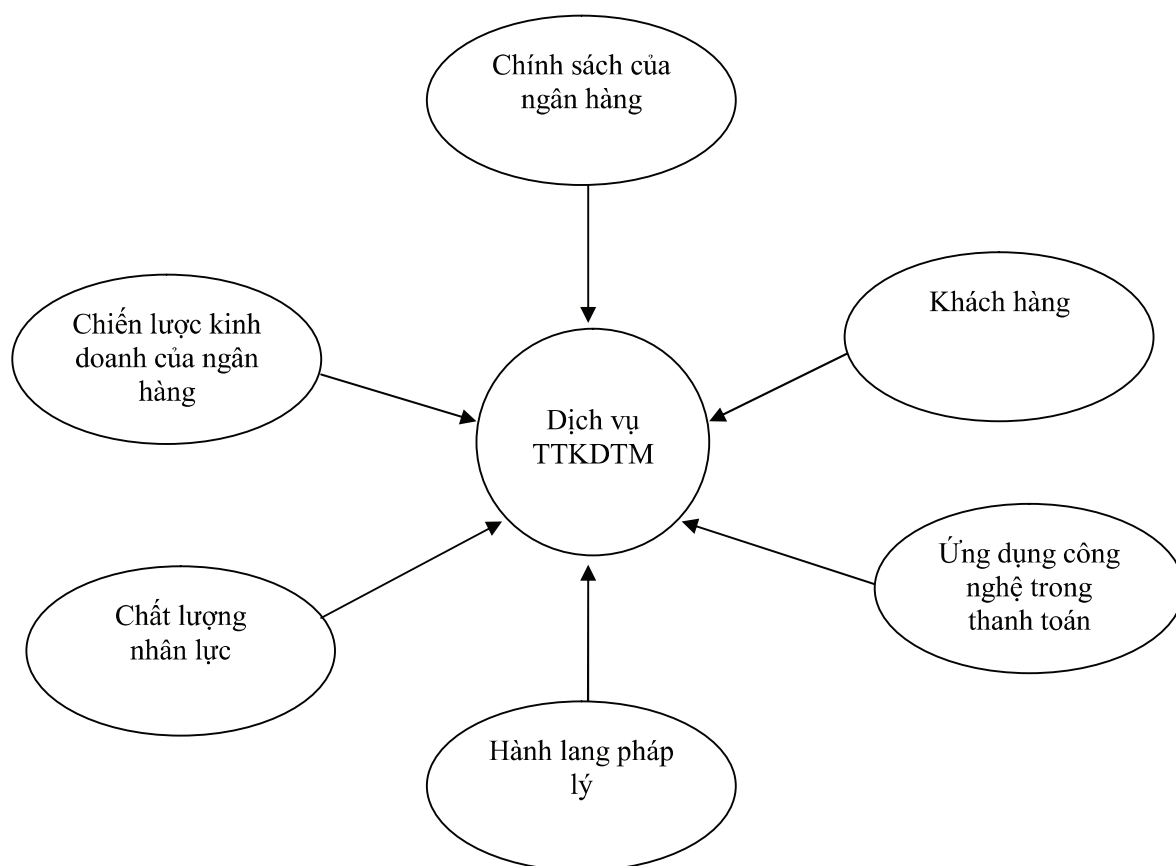 Chính sách của
ngân hàng
Khách hàng
Chiến lược kinh
doanh của ngân
hàng
Dịch vụ
TTKDTM
Ứng dụng công
nghệ trong
thanh toán
Chất lượng
nhân lực
Hành lang pháp
lý